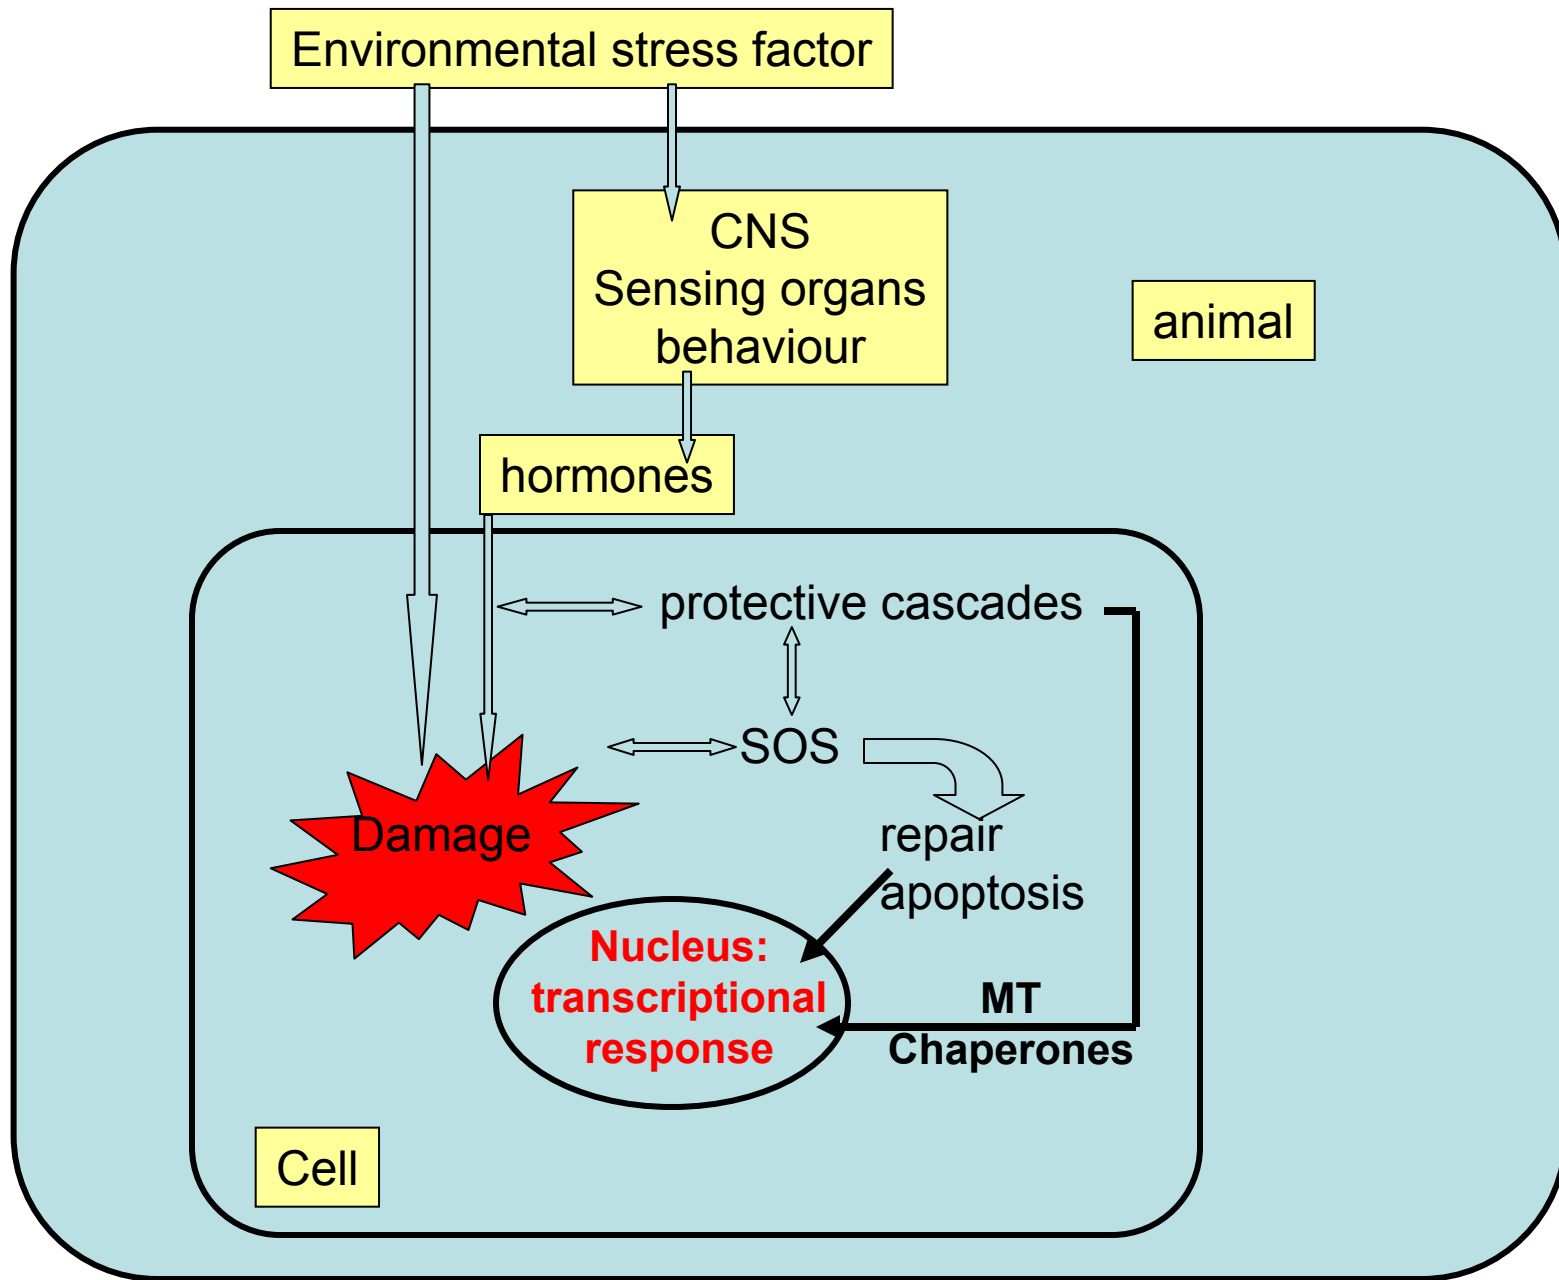 Environmental stress factor
CNS
Sensing organs
behaviour
animal
hormones
protective cascades
SOS
Damage
repair
apoptosis
Nucleus:
transcriptional
response
MT
Chaperones
Cell